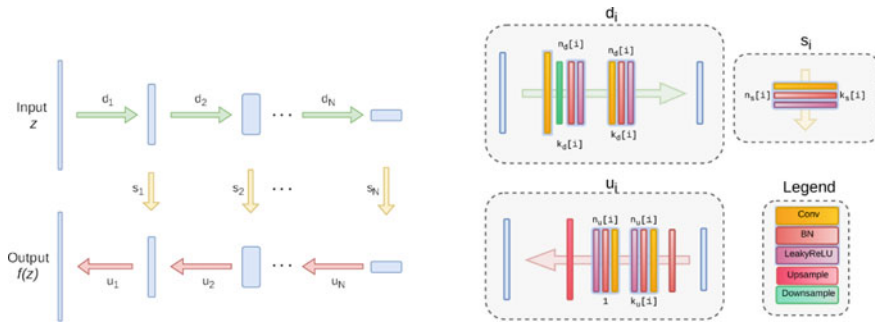 Input
z
d1
d2
...
dN
s1
s2
...
sN
Output
f(z)
u1
u2
...
uN
di
nd[i]
nd[i]
kd[i]
kd[i]
si
ns[i]
ks[i]
ui
nu[i]
nu[i]
1
ku[i]
Legend
Conv
BN
LeakyReLU
Upsample
Downsample